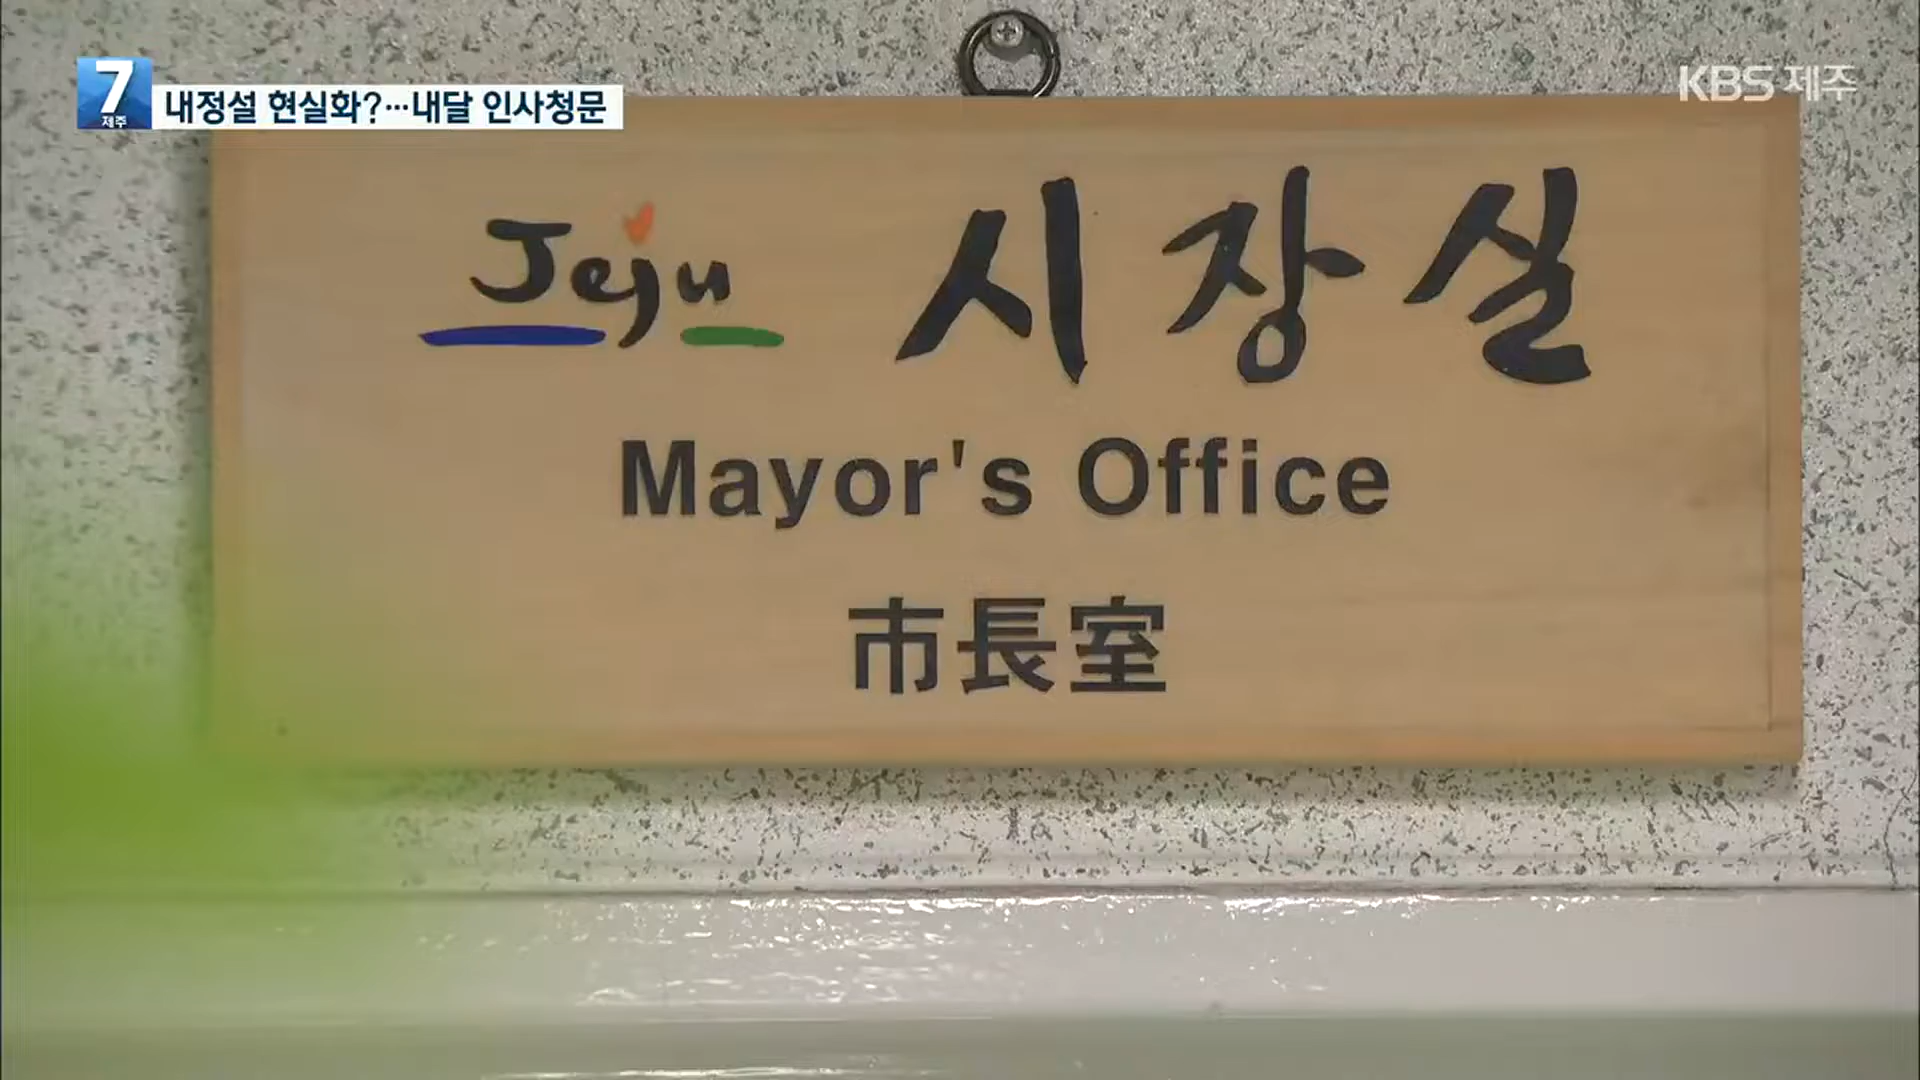 7
제주
내정설 현실화?…내달 인사청문
KBS 제주
Jeju 시장실
Mayor's Office
市長室